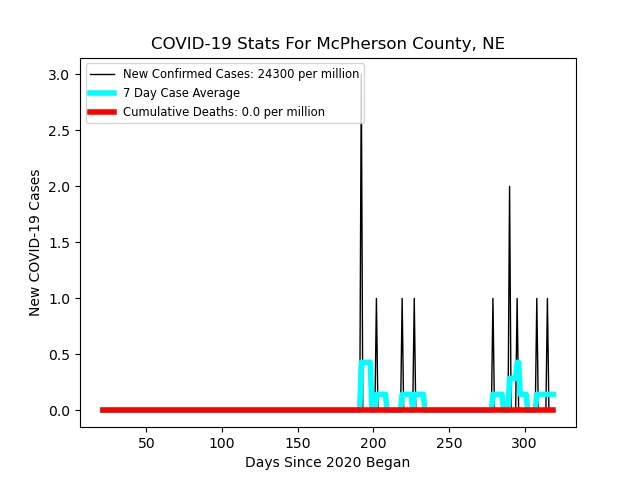 COVID-19 Stats For McPherson County, NE
New Confirmed Cases: 24300 per million
7 Day Case Average
Cumulative Deaths: 0.0 per million
New COVID-19 Cases
3.0
2.5
2.0
1.5
1.0
0.5
0.0
50 100 150 200 250 300
Days Since 2020 Began